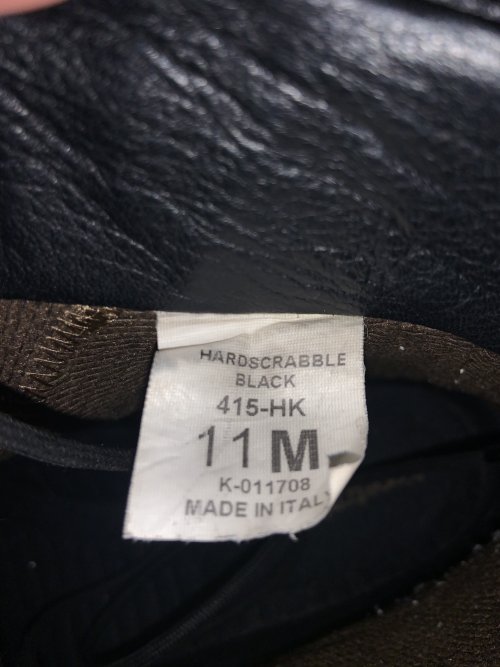 HARDSCRABBLE
BLACK
415-HK
11 M
K-011708
MADE IN ITALY